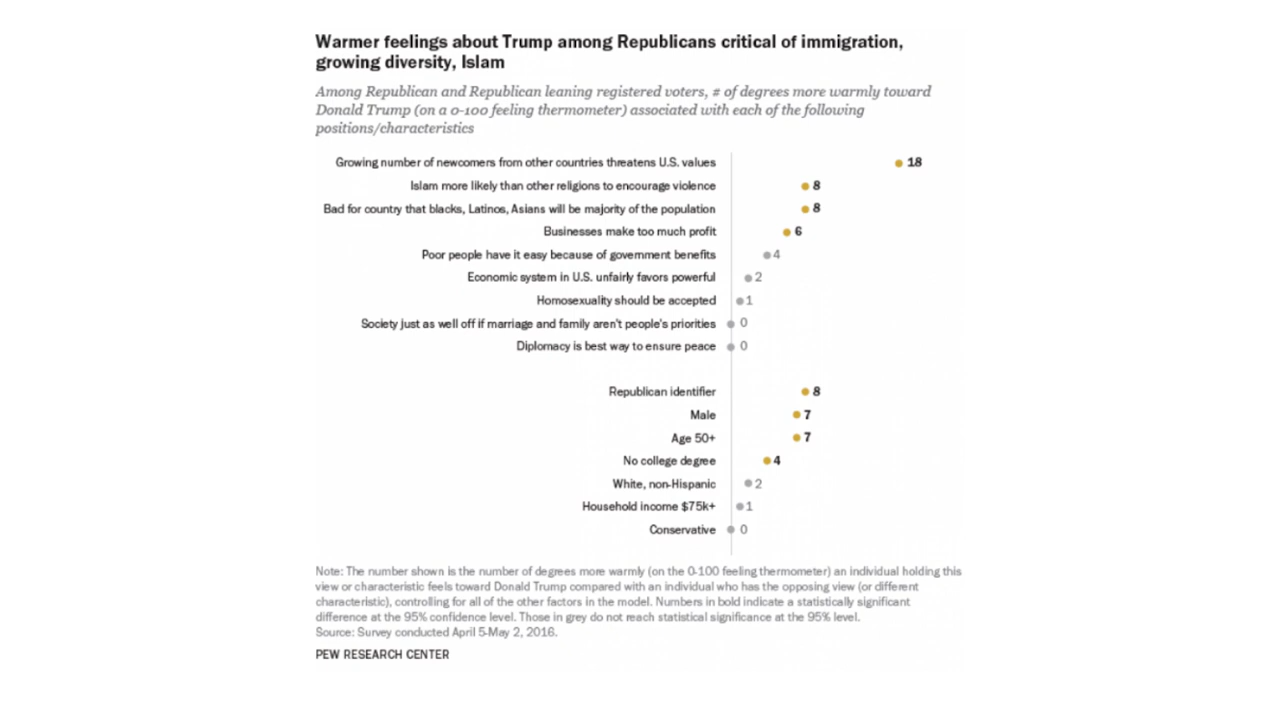 Warmer feelings about Trump among Republicans critical of immigration,
growing diversity, Islam
Among Republican and Republican leaning registered voters, # of degrees more warmly toward
Donald Trump (on a 0-100 feeling thermometer) associated with each of the following
positions/characteristics
Growing number of newcomers from other countries threatens U.S. values 18
Islam more likely than other religions to encourage violence 8
Bad for country that blacks, Latinos, Asians will be majority of the population 8
Businesses make too much profit 6
Poor people have it easy because of government benefits 4
Economic system in U.S. unfairly favors powerful 2
Homosexuality should be accepted 1
Society just as well off if marriage and family aren't people's priorities 0
Diplomacy is best way to ensure peace 0
Republican identifier 8
Male 7
Age 50+ 7
No college degree 4
White, non-Hispanic 2
Household income $75k+ 1
Conservative 0
Note: The number shown is the number of degrees more warmly (on the 0-100 feeling thermometer) an individual holding this
view or characteristic feels toward Donald Trump compared with an individual who has the opposing view (or different
characteristic), controlling for all of the other factors in the model. Numbers in bold indicate a statistically significant
difference at the 95% confidence level. Those in grey do not reach statistical significance at the 95% level.
Source: Survey conducted April 5-May 2, 2016.
PEW RESEARCH CENTER